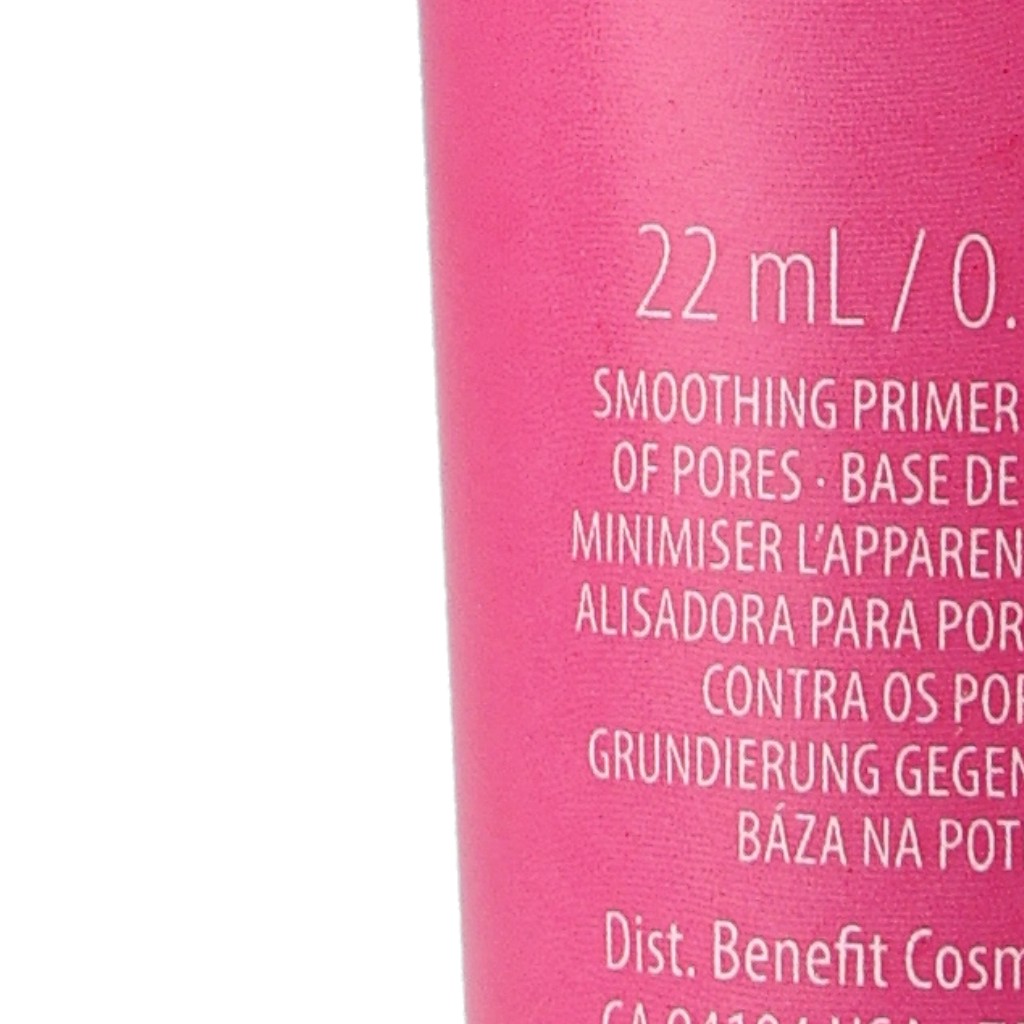 22 mL / 0.
SMOOTHING PRIMER
OF PORES · BASE DE
MINIMISER L'APPAREN
ALISADORA PARA POR
CONTRA OS POR
GRUNDIERUNG GEGEN
BÁZA NA POT
Dist. Benefit Cosm